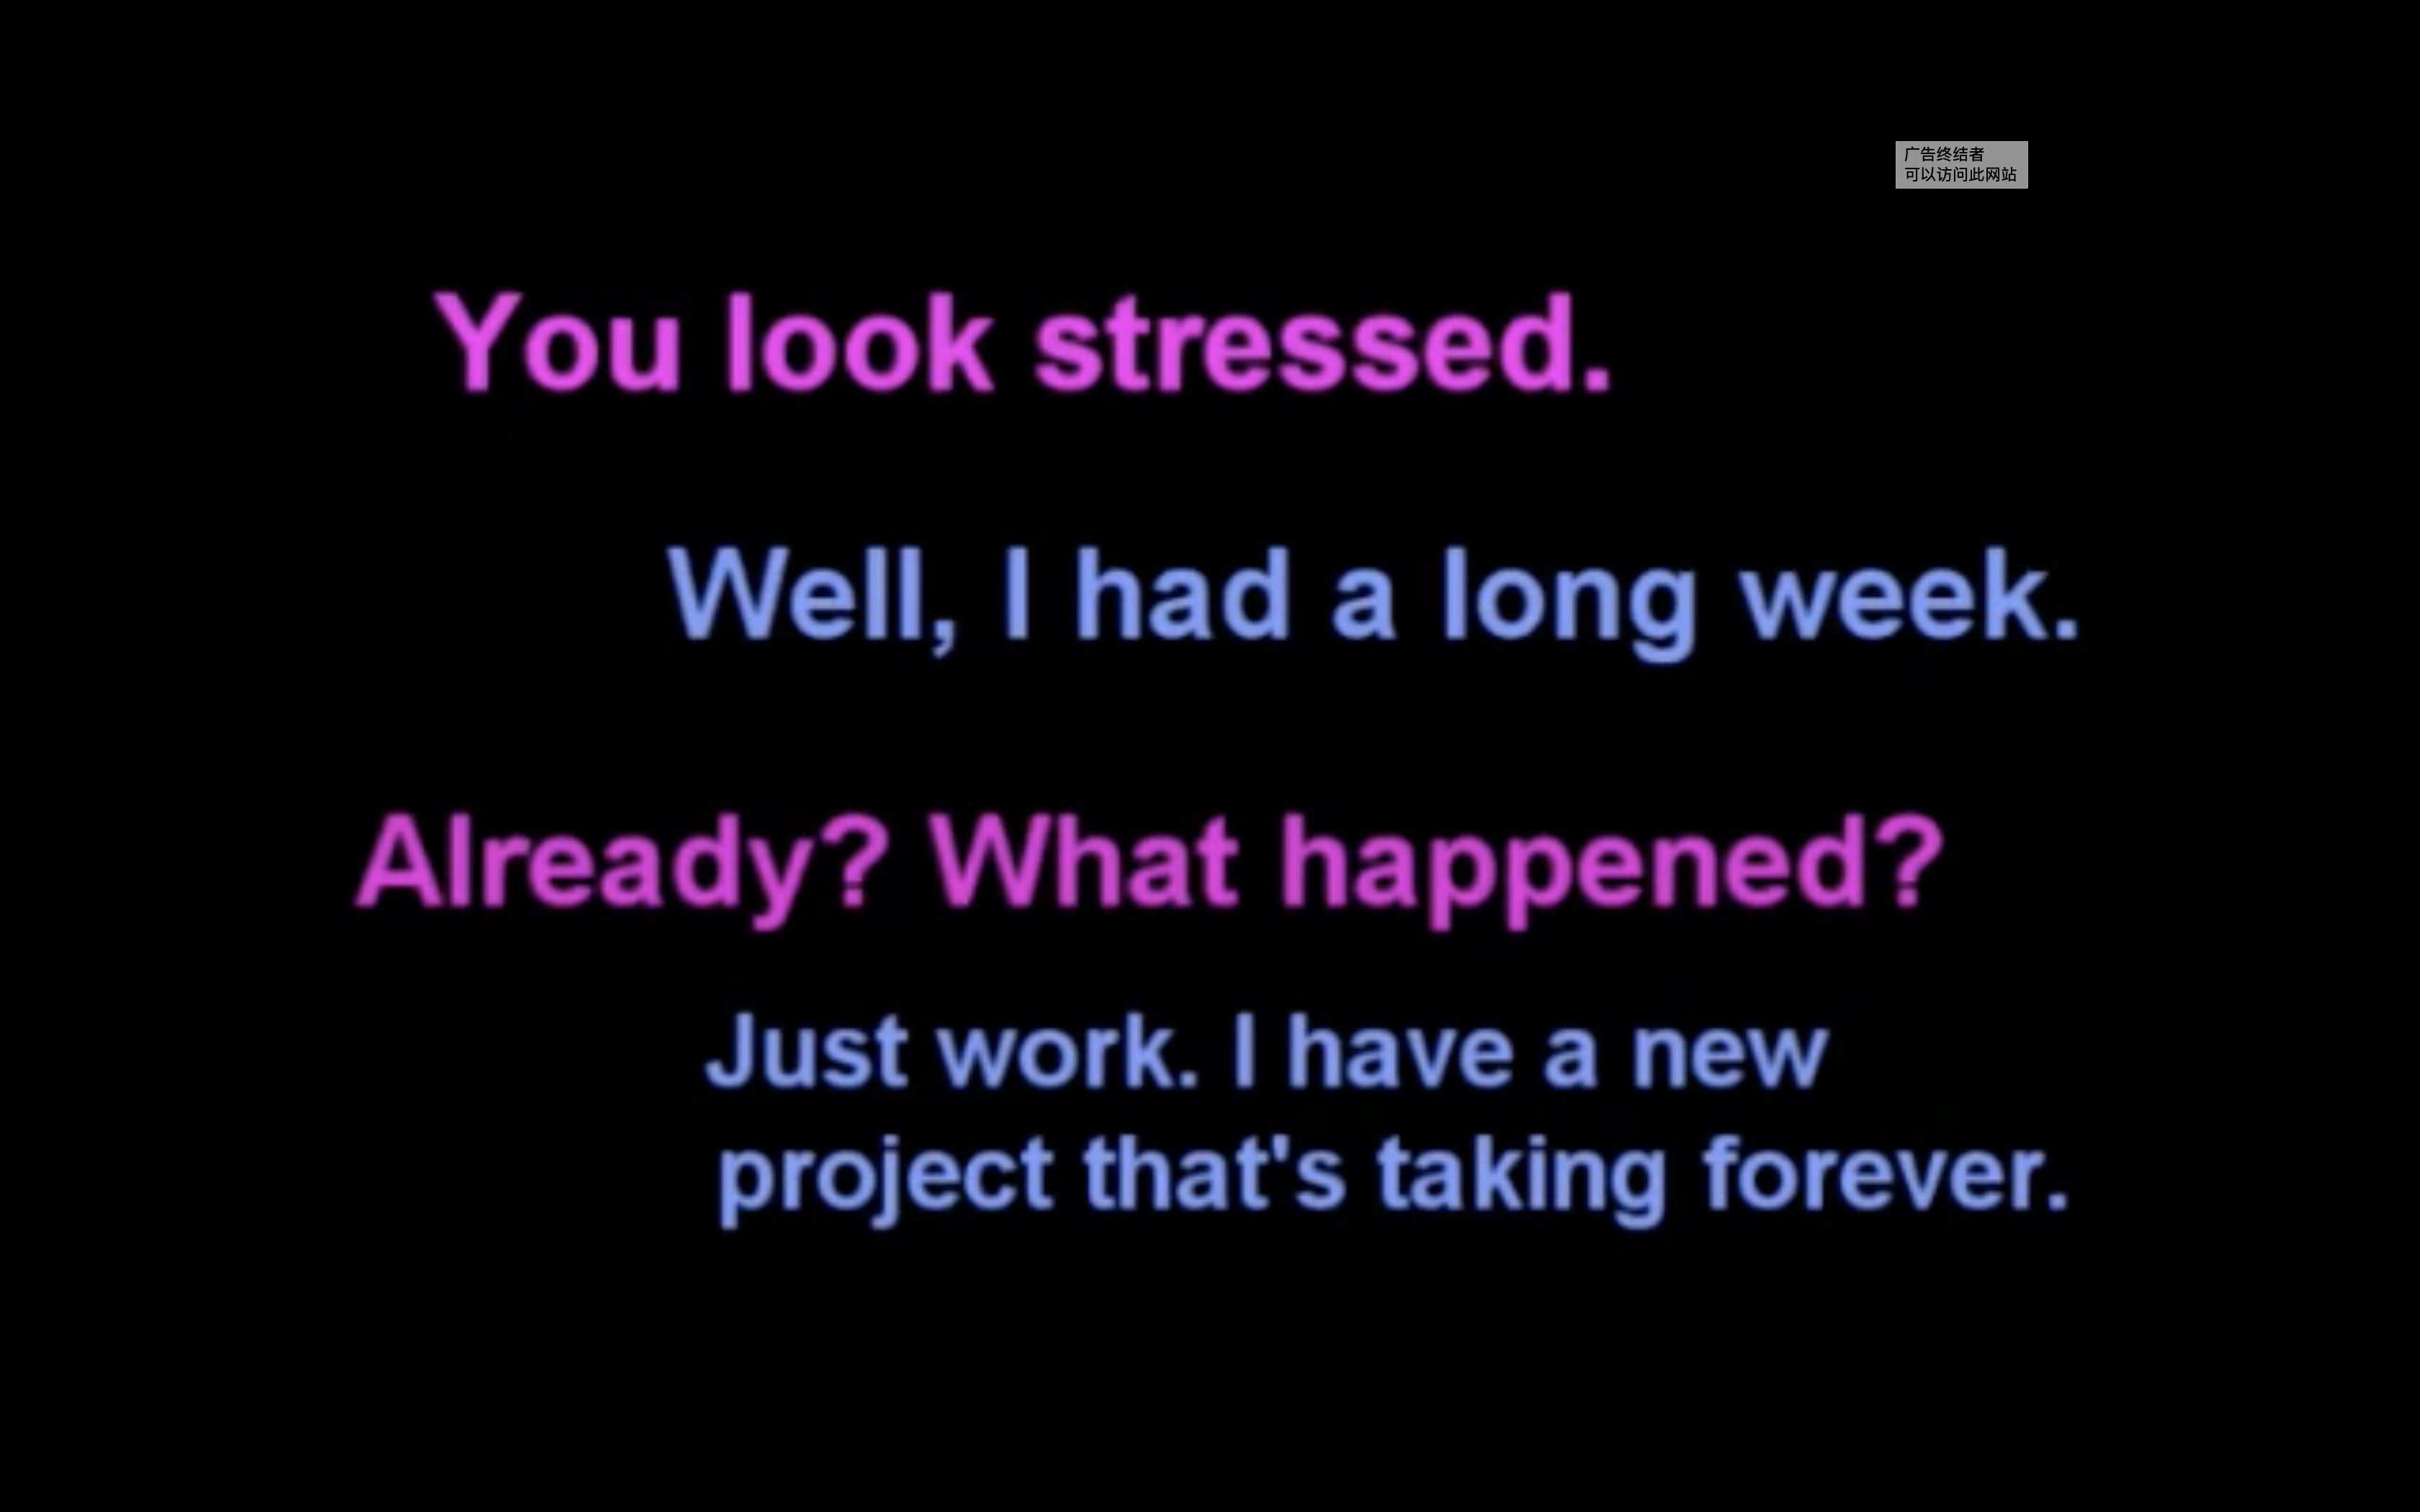 广告终结者
可以访问此网站
You look stressed.
Well, I had a long week.
Already? What happened?
Just work. I have a new
project that's taking forever.